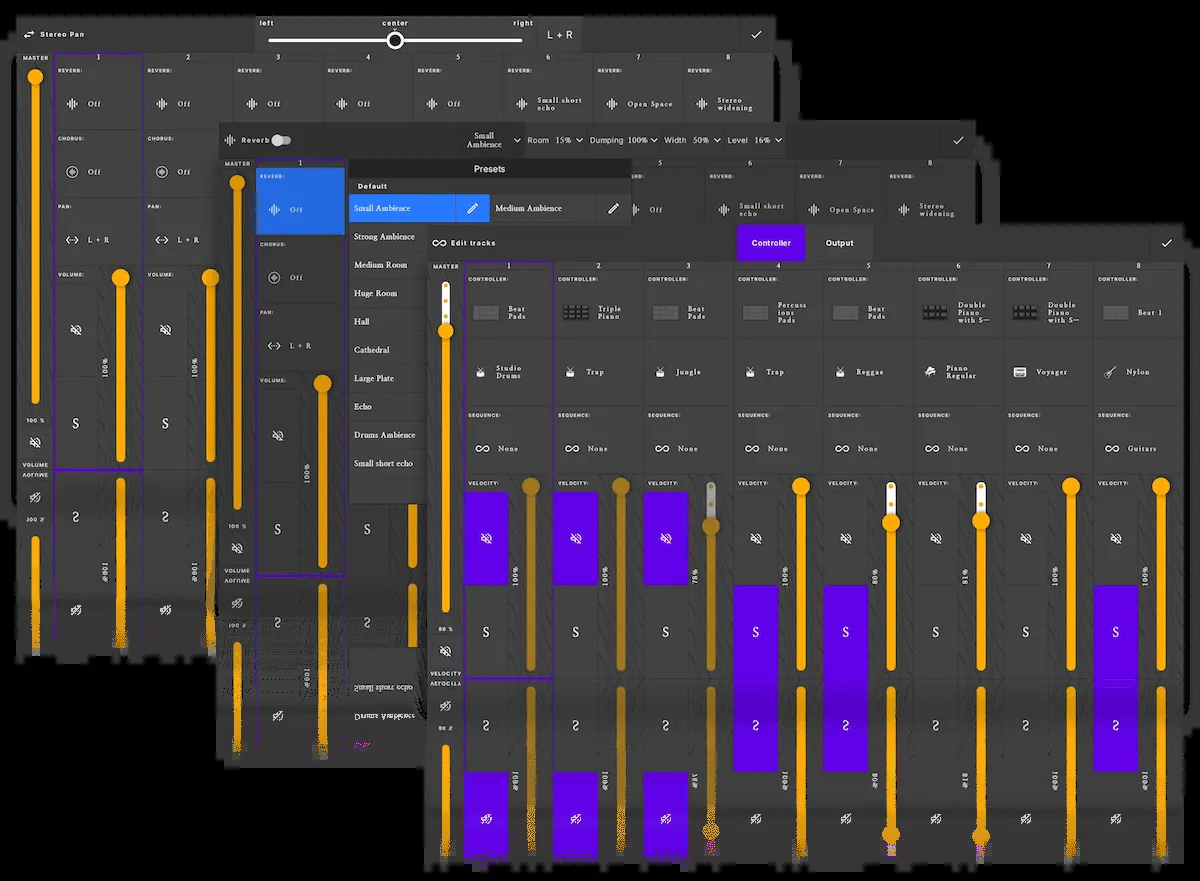 Stereo Pan
left
center
right
L + R
MASTER
1
2
3
4
5
6
7
8
REVERB:
REVERB:
REVERB:
REVERB:
REVERB:
REVERB:
REVERB:
REVERB:
Off
Off
Off
Off
Off
Small short
echo
Open Space
Stereo
widening
CHORUS:
CHORUS:
Off
Off
PAN:
PAN:
L + R
L + R
VOLUME:
VOLUME:
100%
100%
S
S
100 %
VOLUME
Reverb
Small
Ambience
Room 15%
Dumping 100%
Width 50%
Level 16%
MASTER
1
5
6
7
8
REVERB:
REVERB:
REVERB:
REVERB:
Off
Off
Small short
echo
Open Space
Stereo
widening
CHORUS:
Off
PAN:
L + R
VOLUME:
100%
S
S
100 %
VOLUME
Presets
Default
Small Ambience
Medium Ambience
Strong Ambience
Medium Room
Huge Room
Hall
Cathedral
Large Plate
Echo
Drums Ambience
Small short echo
Edit tracks
Controller
Output
MASTER
1
2
3
4
5
6
7
8
CONTROLLER:
CONTROLLER:
CONTROLLER:
CONTROLLER:
CONTROLLER:
CONTROLLER:
CONTROLLER:
CONTROLLER:
Beat
Pads
Triple
Piano
Beat
Pads
Percuss
ions
Pads
Beat
Pads
Double
Piano
with S...
Double
Piano
with S...
Beat 1
Studio
Drums
Trap
Jungle
Trap
Reggae
Piano
Regular
Voyager
Nylon
SEQUENCE:
SEQUENCE:
SEQUENCE:
SEQUENCE:
SEQUENCE:
SEQUENCE:
SEQUENCE:
SEQUENCE:
None
None
None
None
None
None
None
Guitars
VELOCITY:
VELOCITY:
VELOCITY:
VELOCITY:
VELOCITY:
VELOCITY:
VELOCITY:
VELOCITY:
100%
100%
78%
100%
80%
81%
100%
100%
S
S
S
S
S
S
S
S
86 %
VELOCITY